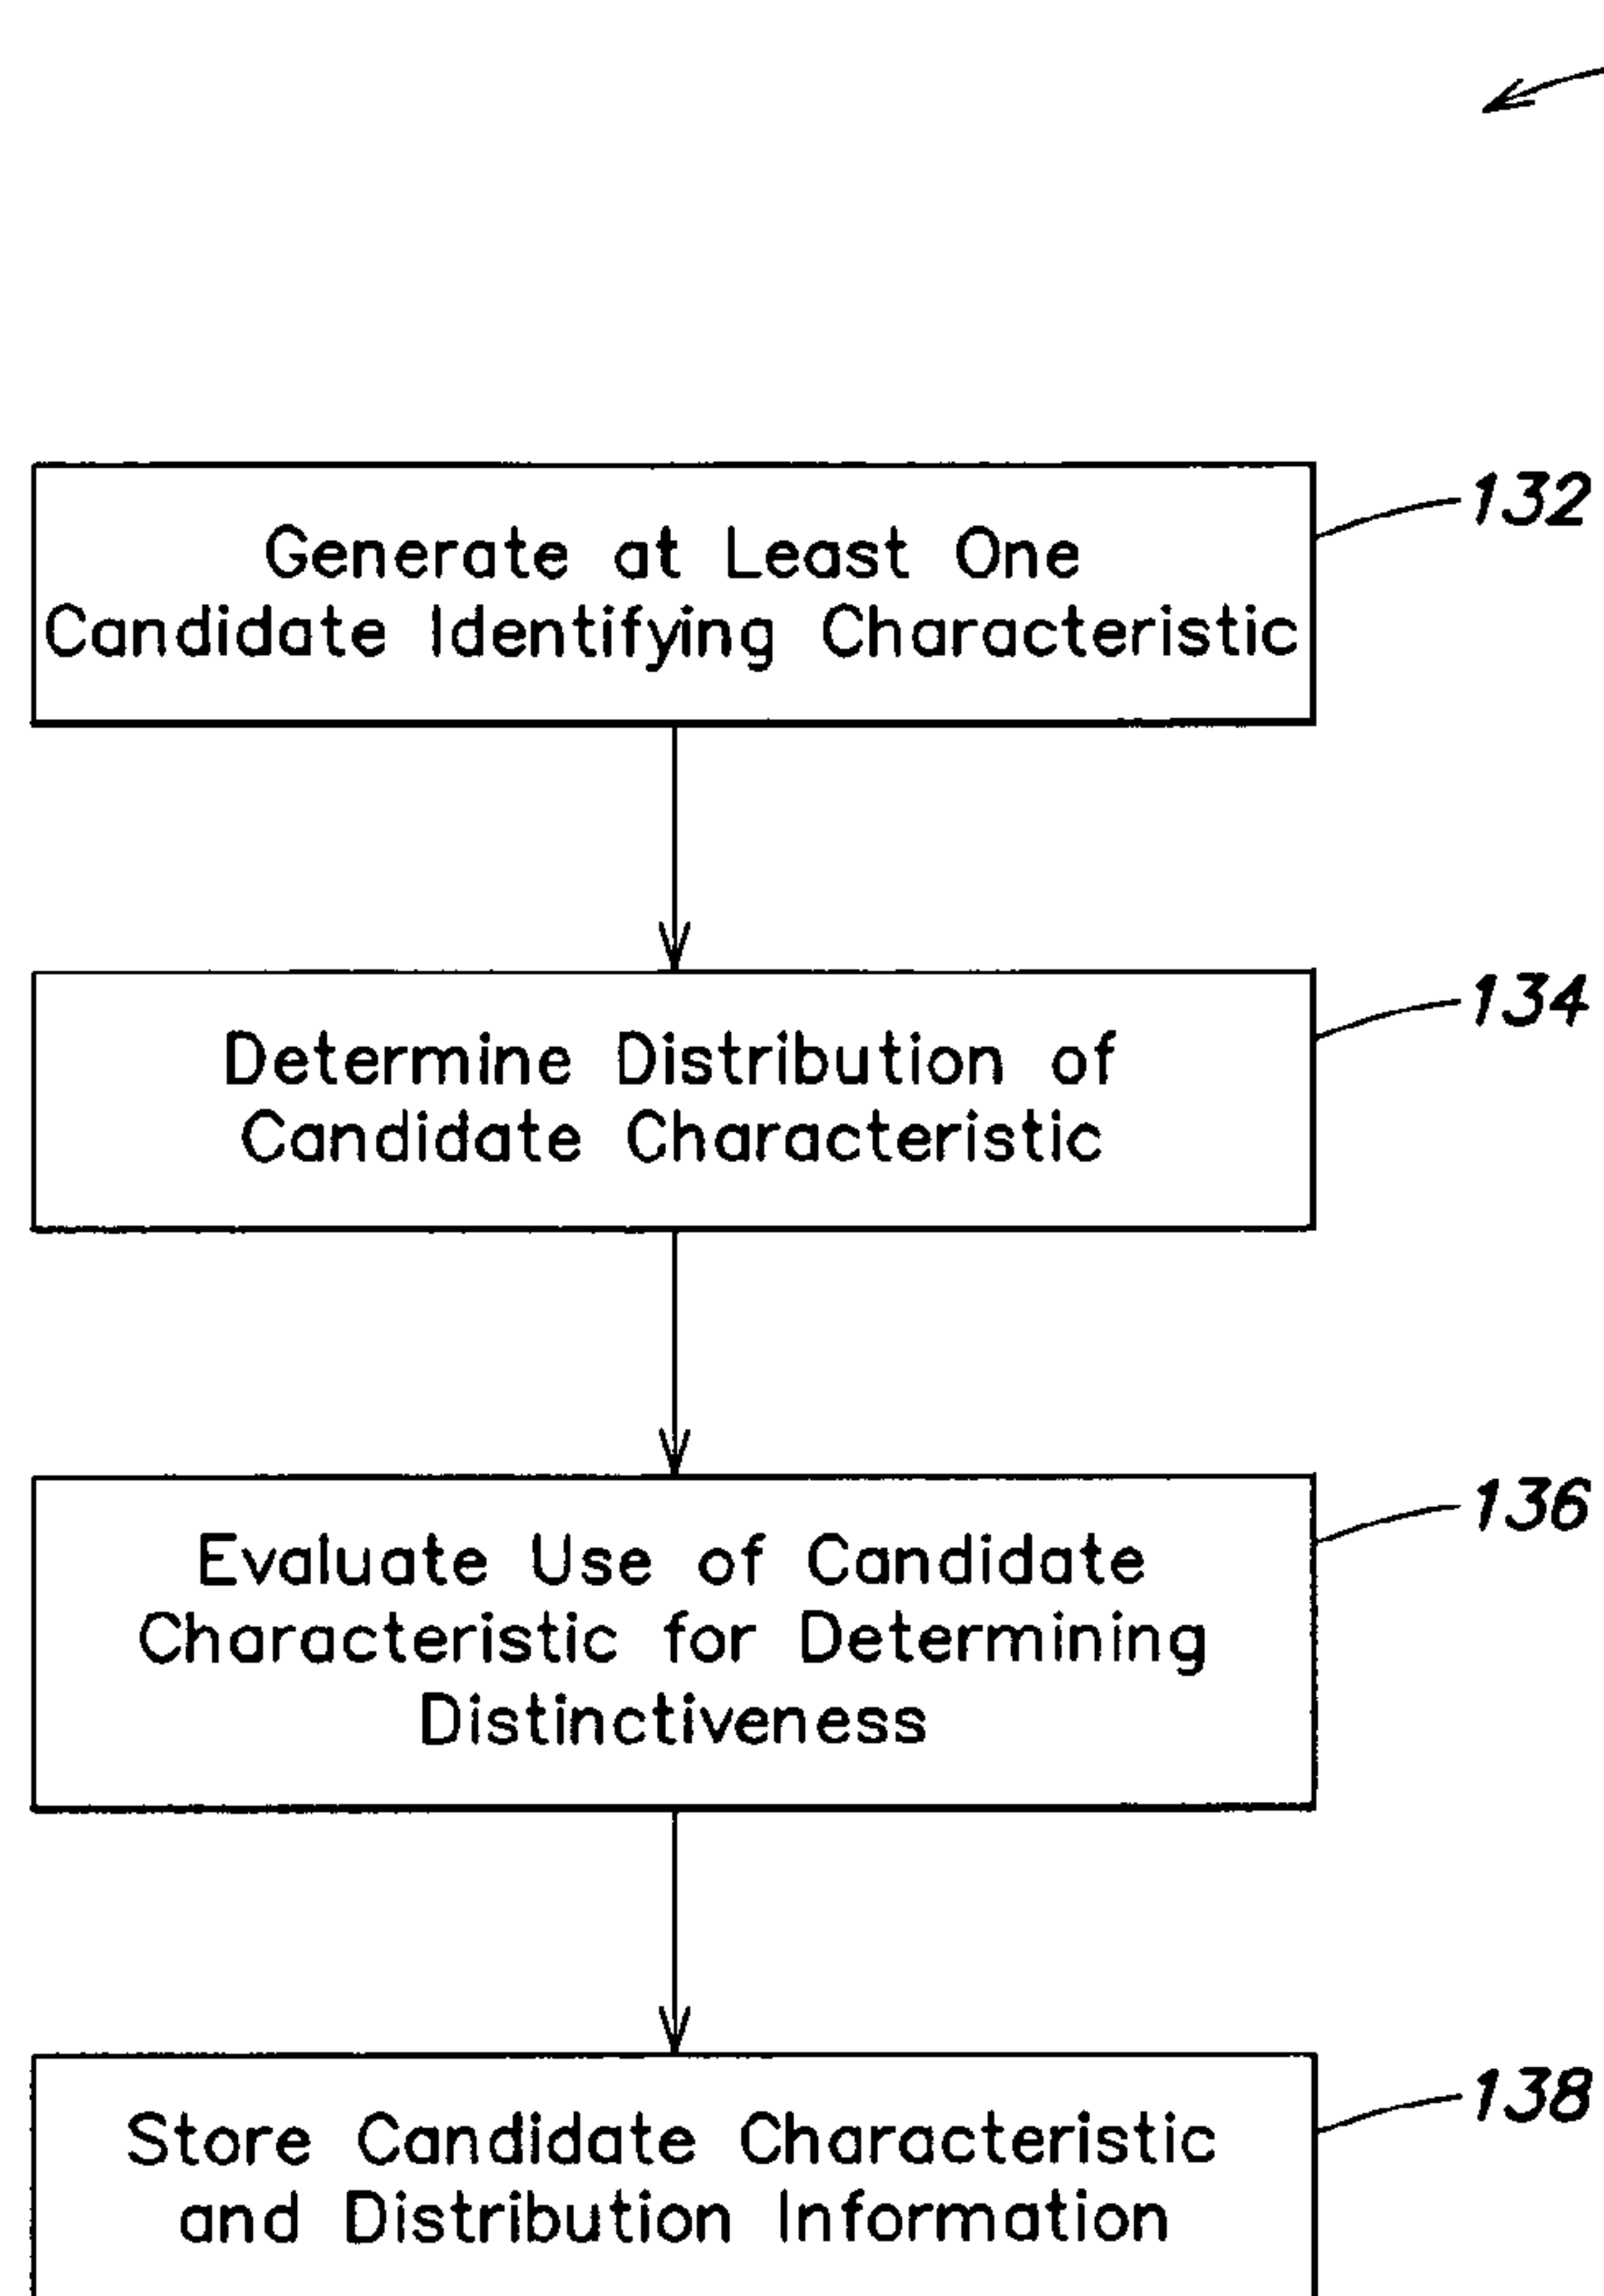 132
Generate at Least One
Candidate Identifying Characteristic
134
Determine Distribution of
Candidate Characteristic
136
Evaluate Use of Candidate
Characteristic for Determining
Distinctiveness
138
Store Candidate Characteristic
and Distribution Information